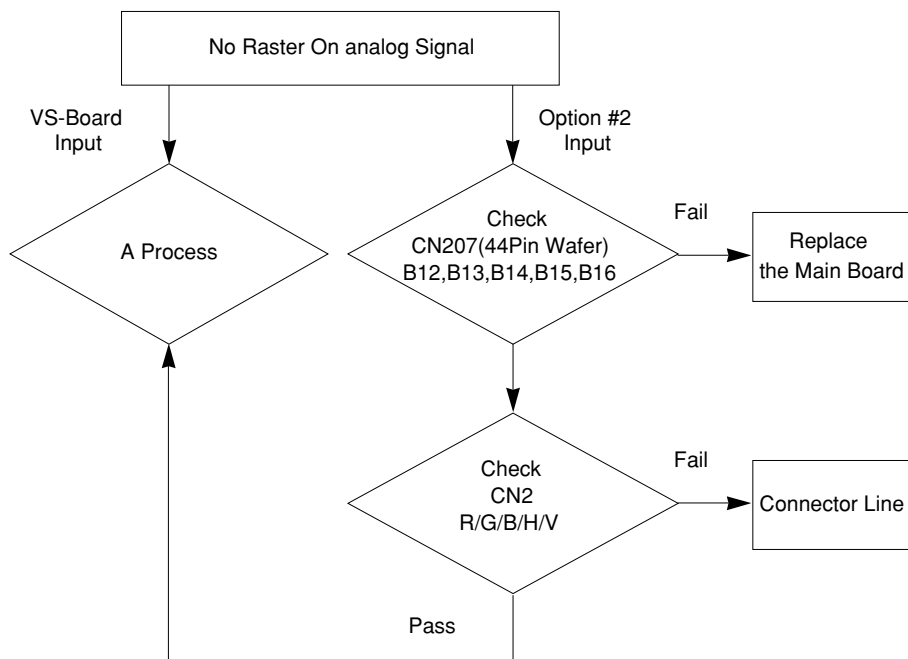 No Raster On analog Signal
VS-Board
Input
Option #2
Input
A Process
Check
CN207(44Pin Wafer)
B12,B13,B14,B15,B16
Fail
Replace
the Main Board
Check
CN2
R/G/B/H/V
Fail
Connector Line
Pass